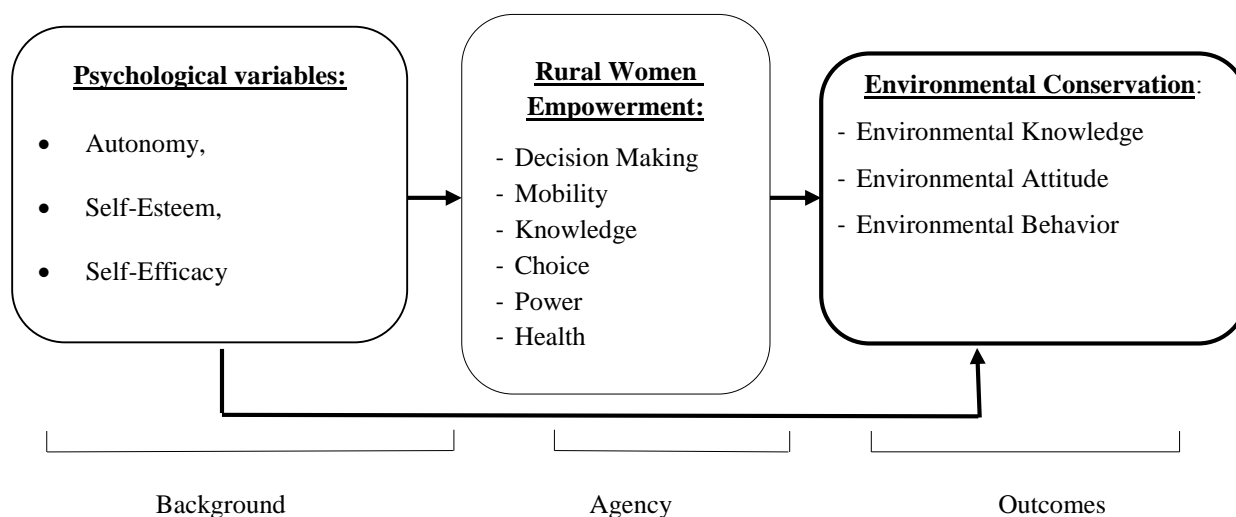 Psychological variables:
• Autonomy,
• Self-Esteem,
• Self-Efficacy
Rural Women
Empowerment:
- Decision Making
- Mobility
- Knowledge
- Choice
- Power
- Health
Environmental Conservation:
- Environmental Knowledge
- Environmental Attitude
- Environmental Behavior
Background
Agency
Outcomes